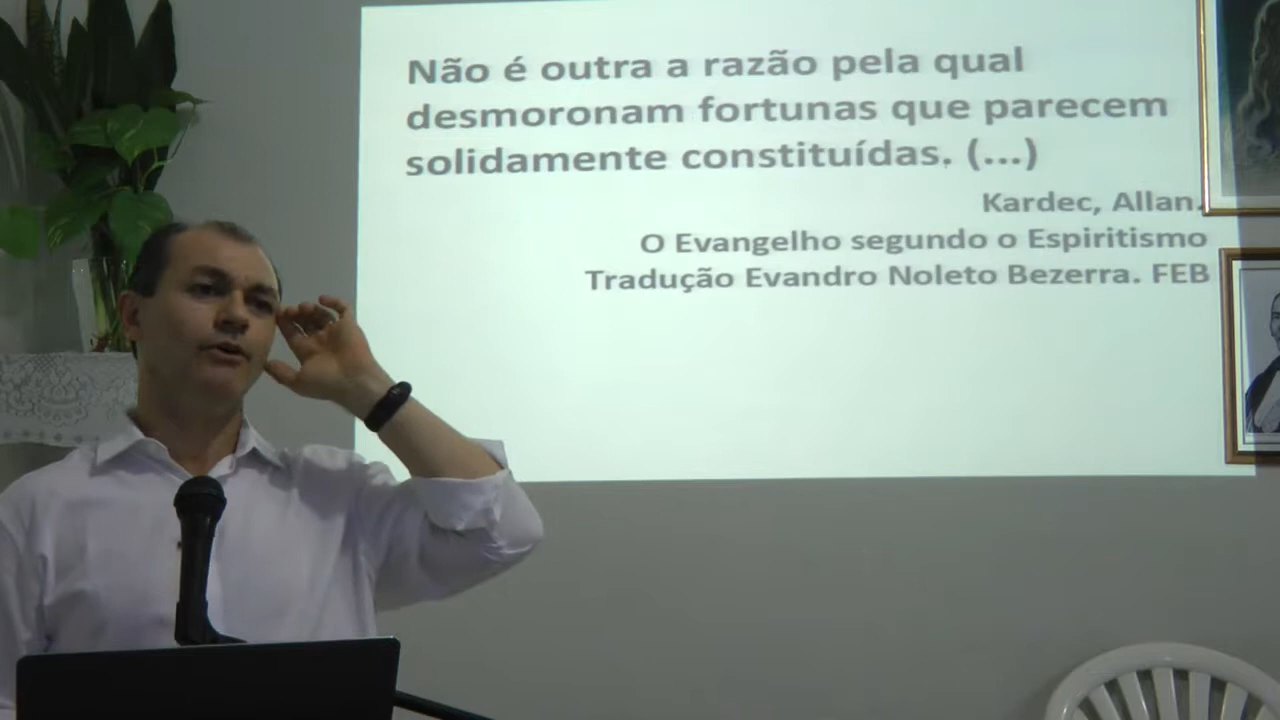 Não é outra a razão pela qual
desmoronam fortunas que parecem
solidamente constituídas. (...)
Kardec, Allan.
O Evangelho segundo o Espiritismo
Tradução Evandro Noleto Bezerra. FEB